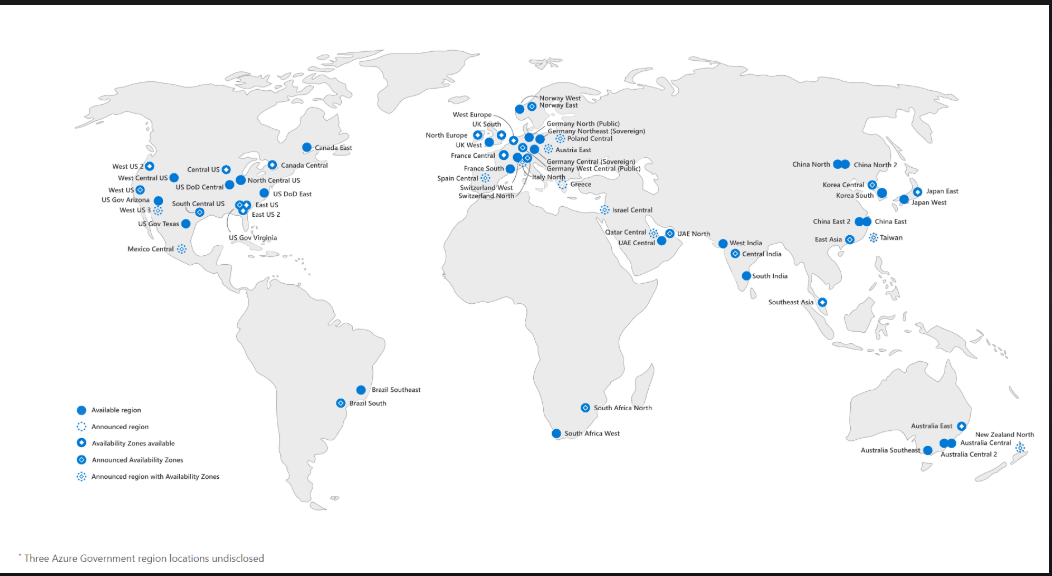 Norway West
Norway East
West Europe
UK South
North Europe
UK West
France Central
France South
Spain Central
Switzerland West
Switzerland North
Germany North (Public)
Germany Northeast (Sovereign)
Poland Central
Austria East
Germany Central (Sovereign)
Germany West Central (Public)
Italy North
Greece
Israel Central
Qatar Central
UAE North
UAE Central
Canada East
Canada Central
West US 2
West Central US
West US
US Gov Arizona
West US 3
US Gov Texas
Mexico Central
Central US
North Central US
US DoD Central
US DoD East
South Central US
East US
East US 2
US Gov Virginia
China North
China North 2
Korea Central
Korea South
Japan East
Japan West
China East 2
China East
East Asia
Taiwan
West India
Central India
South India
Southeast Asia
Brazil Southeast
Brazil South
South Africa North
South Africa West
Australia East
New Zealand North
Australia Central
Australia Southeast
Australia Central 2
Available region
Announced region
Availability Zones available
Announced Availability Zones
Announced region with Availability Zones
* Three Azure Government region locations undisclosed